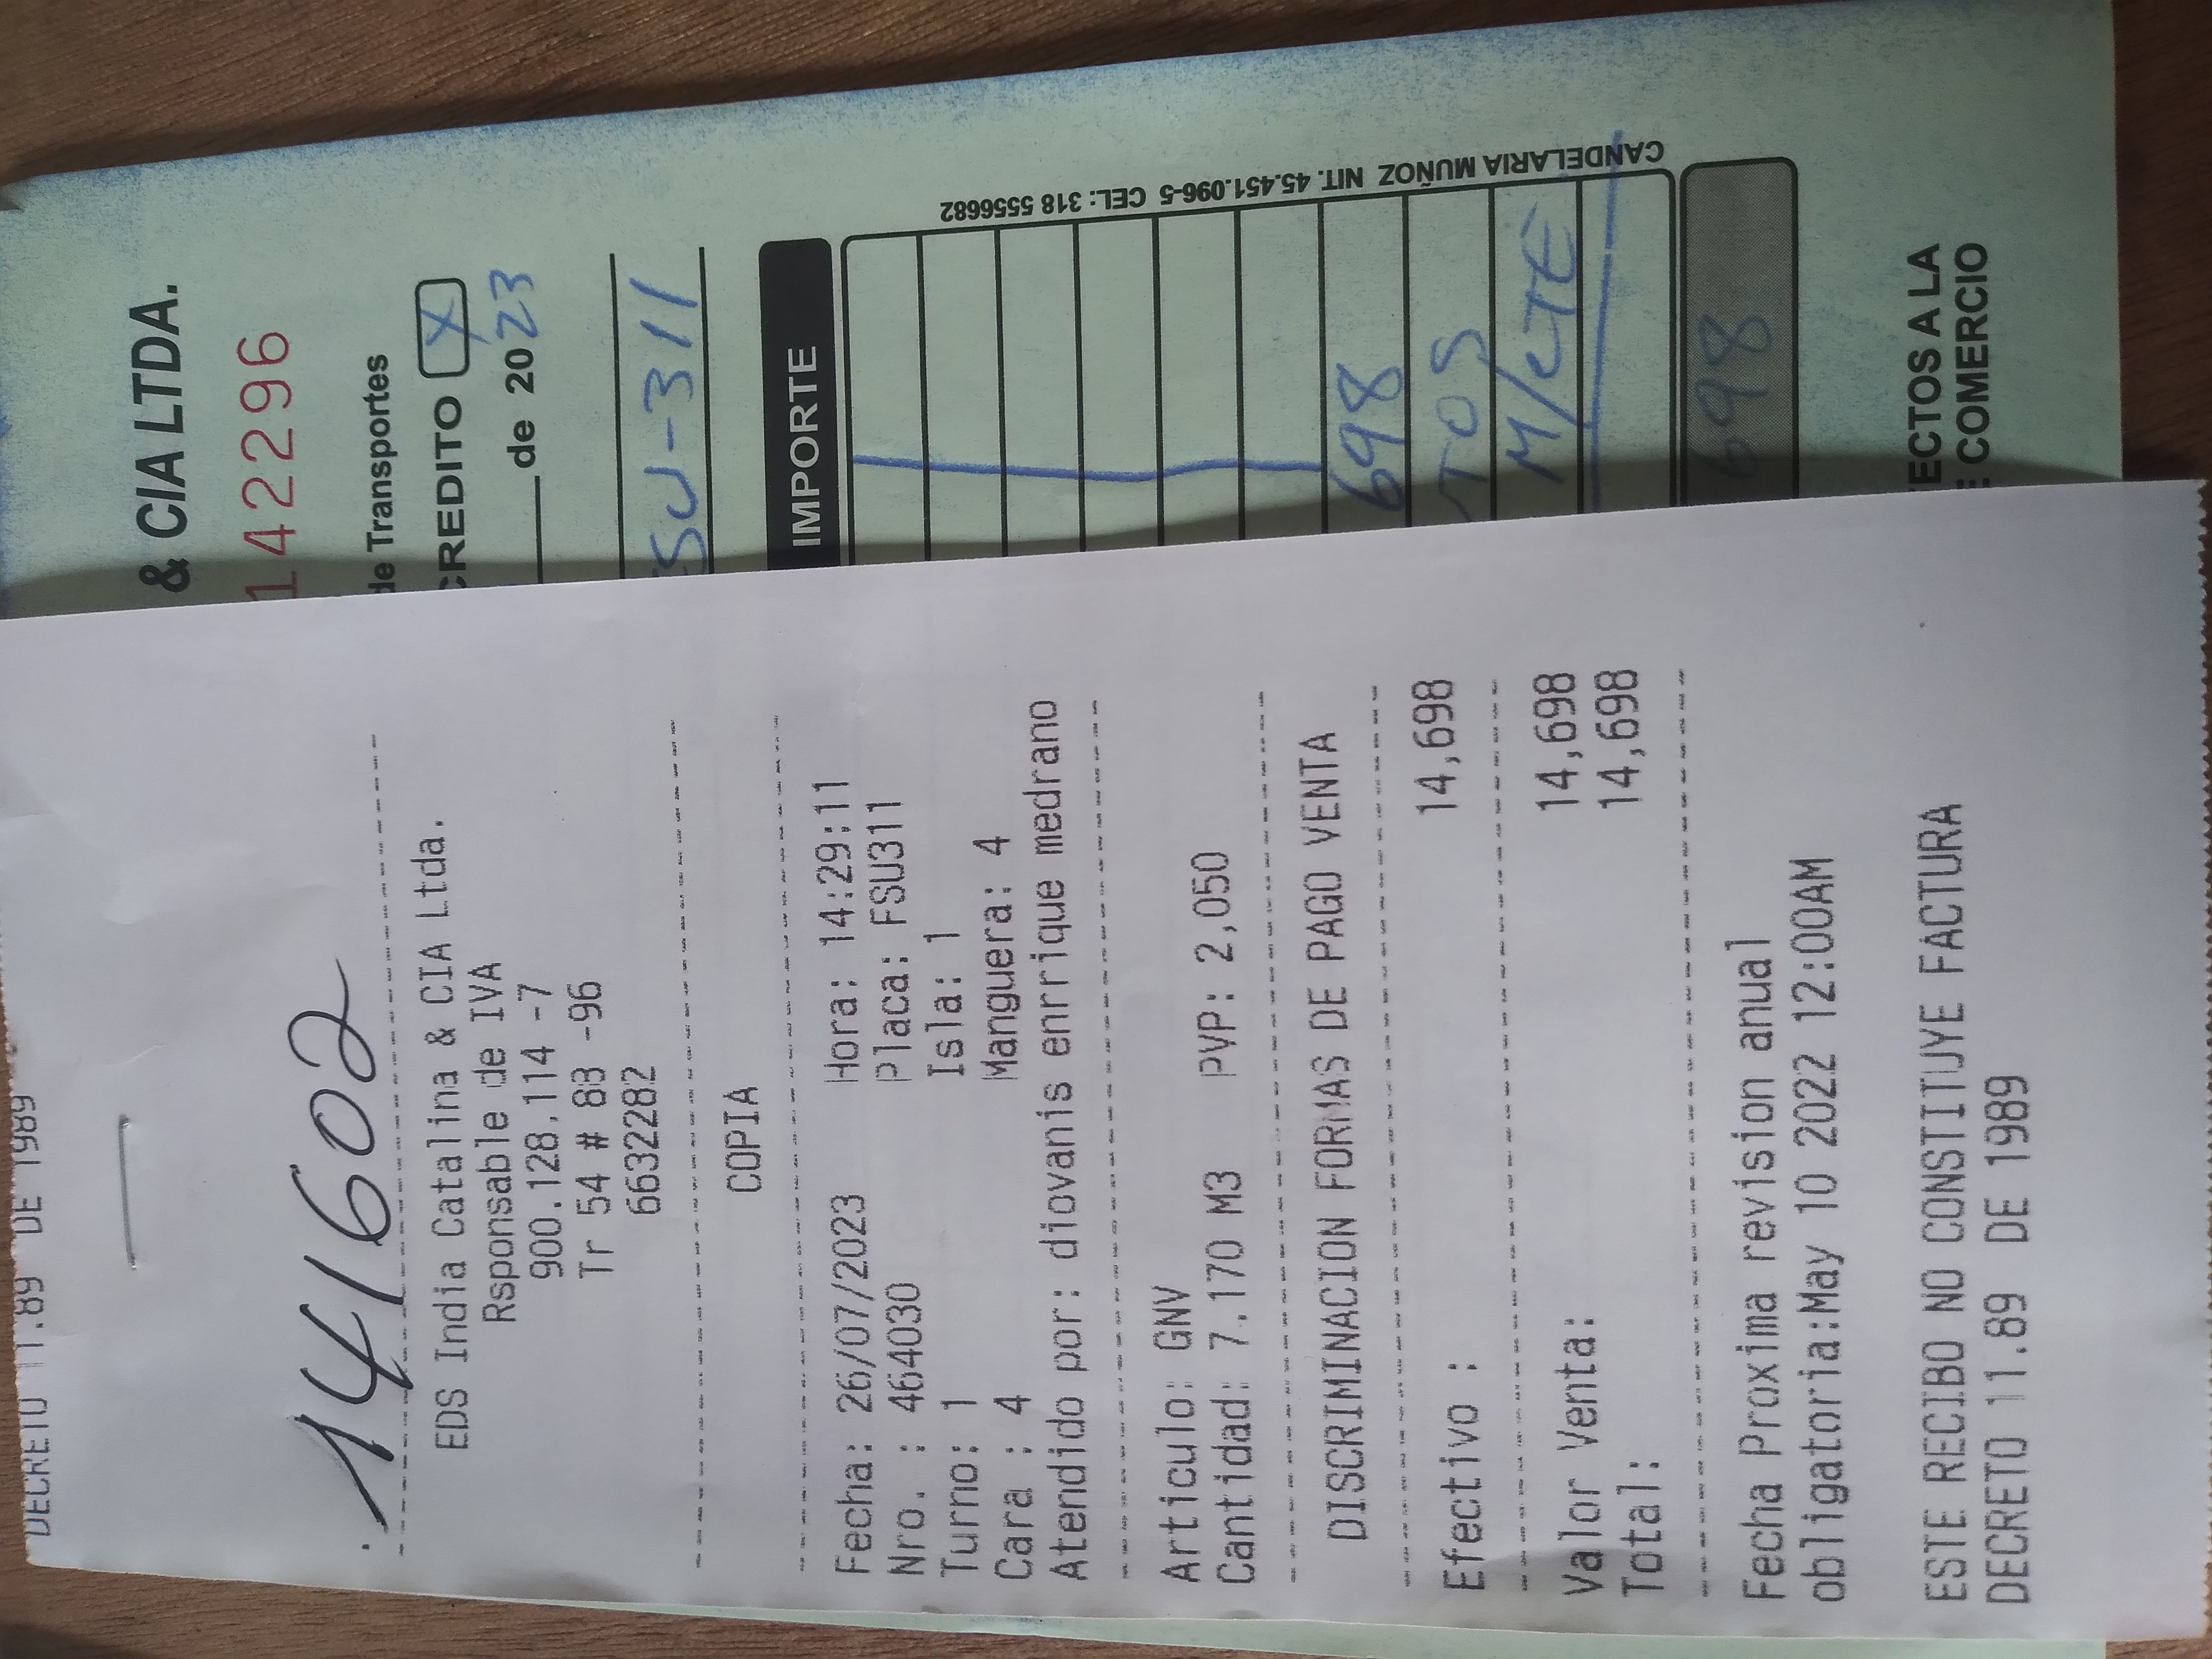 & CIA LTDA.
142296
de Transportes
CREDITO X
de 2023
SU-311
IMPORTE
698
TOS
M/CTE
698
CANDELARIA MUÑOZ NIT. 45.451.096-5 CEL: 318 5556682
ECTOS A LA
E COMERCIO
DECRETO 11.89 DE 1989
141602
EDS India Catalina & CIA Ltda.
Rsponsable de IVA
900.128.114 -7
Tr 54 # 83 -96
6632282
COPIA
Fecha: 26/07/2023 Hora: 14:29:11
Nro. : 464030 Placa: FSU311
Turno: 1 Isla: 1
Cara : 4 Manguera: 4
Atendido por: diovanis enrrique medrano
Articulo: GNV
Cantidad: 7.170 M3 PVP: 2,050
DISCRIMINACION FORMAS DE PAGO VENTA
Efectivo : 14,698
Valor Venta: 14,698
Total: 14,698
Fecha Proxima revision anual
obligatoria:May 10 2022 12:00AM
ESTE RECIBO NO CONSTITUYE FACTURA
DECRETO 11.89 DE 1989